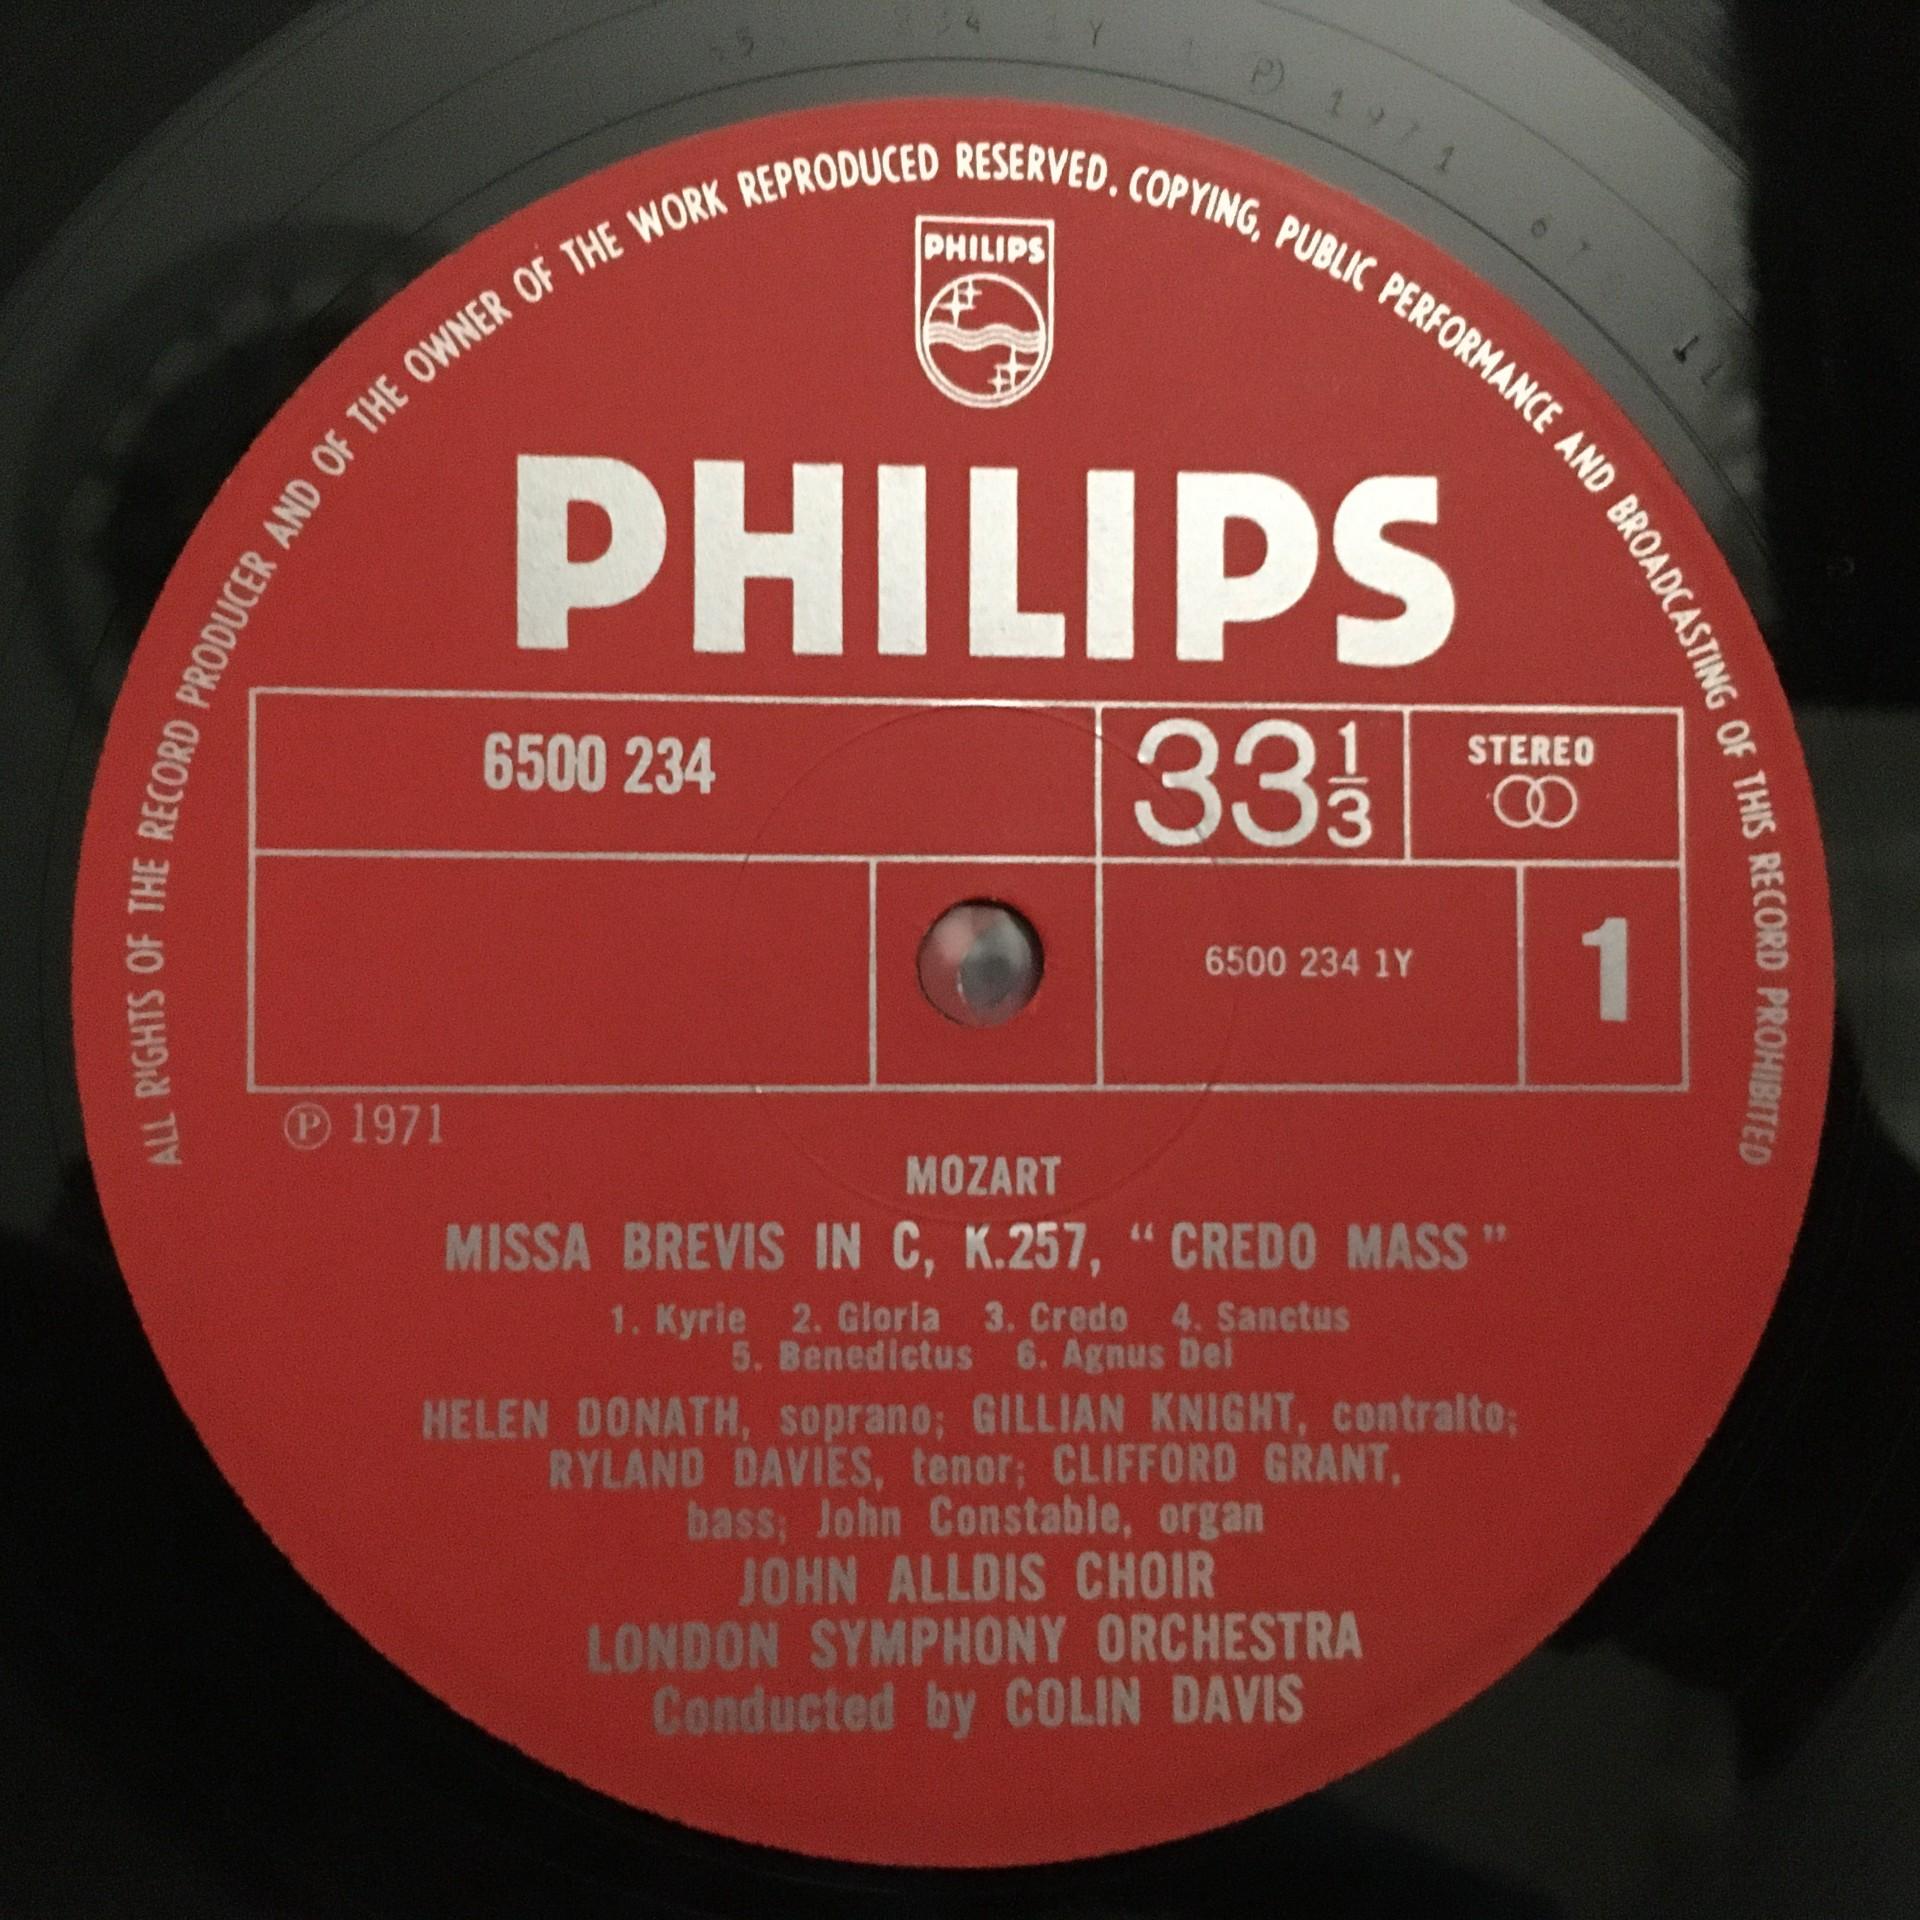 ALL RIGHTS OF THE RECORD PRODUCER AND OF THE OWNER OF THE WORK REPRODUCED RESERVED. COPYING, PUBLIC PERFORMANCE AND BROADCASTING OF THIS RECORD PROHIBITED
PHILIPS
PHILIPS
6500 234
33 1/3
STEREO
6500 234 1Y
1
℗ 1971
MOZART
MISSA BREVIS IN C, K.257, "CREDO MASS"
1. Kyrie 2. Gloria 3. Credo 4. Sanctus
5. Benedictus 6. Agnus Dei
HELEN DONATH, soprano; GILLIAN KNIGHT, contralto;
RYLAND DAVIES, tenor; CLIFFORD GRANT,
bass; John Constable, organ
JOHN ALLDIS CHOIR
LONDON SYMPHONY ORCHESTRA
Conducted by COLIN DAVIS
1971